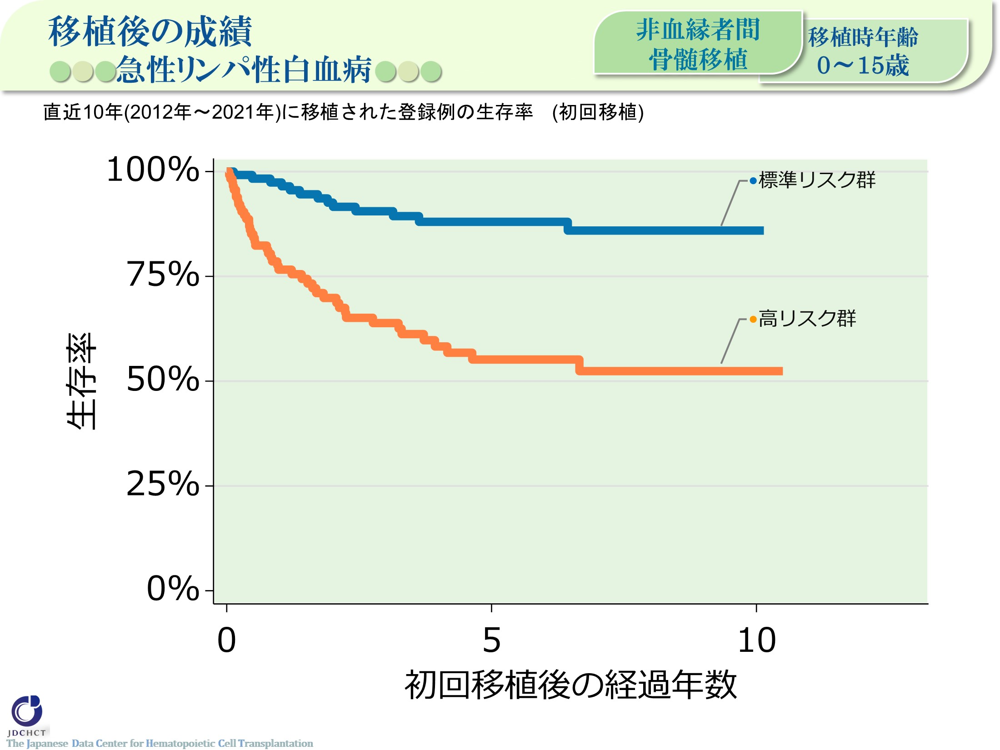 移植後の成績
急性リンパ性白血病
非血縁者間
骨髄移植
移植時年齢
0～15歳
直近10年(2012年～2021年)に移植された登録例の生存率　(初回移植)
100%
75%
50%
25%
0%
生存率
標準リスク群
高リスク群
0
5
10
初回移植後の経過年数
JDCHCT
The Japanese Data Center for Hematopoietic Cell Transplantation